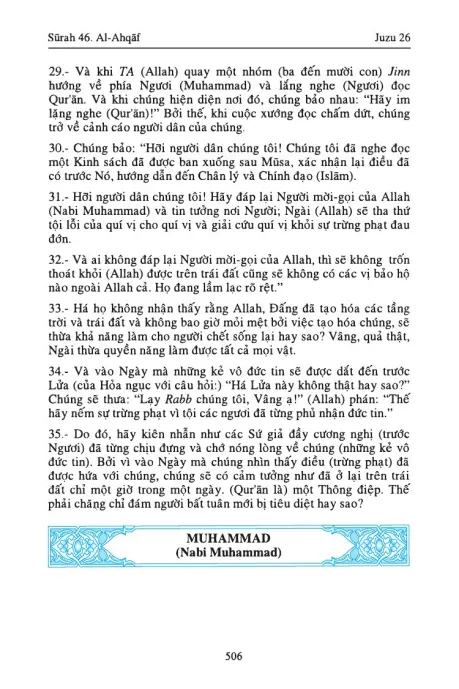 Sūrah 46. Al-Ahqāf Juzu 26
29.- Và khi TA (Allah) quay một nhóm (ba đến mười con) Jinn
hướng về phía Ngươi (Muhammad) và lắng nghe (Ngươi) đọc
Qur'ān. Và khi chúng hiện diện nơi đó, chúng bảo nhau: “Hãy im
lặng nghe (Qur'ān)!” Bởi thế, khi cuộc xướng đọc chấm dứt, chúng
trở về cảnh cáo người dân của chúng.
30.- Chúng bảo: “Hỡi người dân chúng tôi! Chúng tôi đã nghe đọc
một Kinh sách đã được ban xuống sau Mūsa, xác nhận lại điều đã
có trước Nó, hướng dẫn đến Chân lý và Chính đạo (Islām).
31.- Hỡi người dân chúng tôi! Hãy đáp lại Người mời-gọi của Allah
(Nabi Muhammad) và tin tưởng nơi Người; Ngài (Allah) sẽ tha thứ
tội lỗi của quí vị cho quí vị và giải cứu quí vị khỏi sự trừng phạt đau
đớn.
32.- Và ai không đáp lại Người mời-gọi của Allah, thì sẽ không trốn
thoát khỏi (Allah) được trên trái đất cũng sẽ không có các vị bảo hộ
nào ngoài Allah cả. Họ đang lầm lạc rõ rệt.”
33.- Há họ không nhận thấy rằng Allah, Đấng đã tạo hóa các tầng
trời và trái đất và không bao giờ mỏi mệt bởi việc tạo hóa chúng, sẽ
thừa khả năng làm cho người chết sống lại hay sao? Vâng, quả thật,
Ngài thừa quyền năng làm được tất cả mọi vật.
34.- Và vào Ngày mà những kẻ vô đức tin sẽ được dắt đến trước
Lửa (của Hỏa ngục với câu hỏi:) “Há Lửa này không thật hay sao?”
Chúng sẽ thưa: “Lạy Rabb chúng tôi, Vâng ạ!” (Allah) phán: “Thế
hãy nếm sự trừng phạt vì tội các ngươi đã từng phủ nhận đức tin.”
35.- Do đó, hãy kiên nhẫn như các Sứ giả đầy cương nghị (trước
Ngươi) đã từng chịu đựng và chớ nóng lòng về chúng (những kẻ vô
đức tin). Bởi vì vào Ngày mà chúng nhìn thấy điều (trừng phạt) đã
được hứa với chúng, chúng sẽ có cảm tưởng như đã ở lại trên trái
đất chỉ một giờ trong một ngày. (Qur'ān là) một Thông điệp. Thế
phải chăng chỉ đám người bất tuân mới bị tiêu diệt hay sao?
MUHAMMAD
(Nabi Muhammad)
506